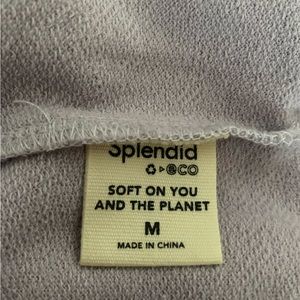 Splendid
ECO
SOFT ON YOU
AND THE PLANET
M
MADE IN CHINA